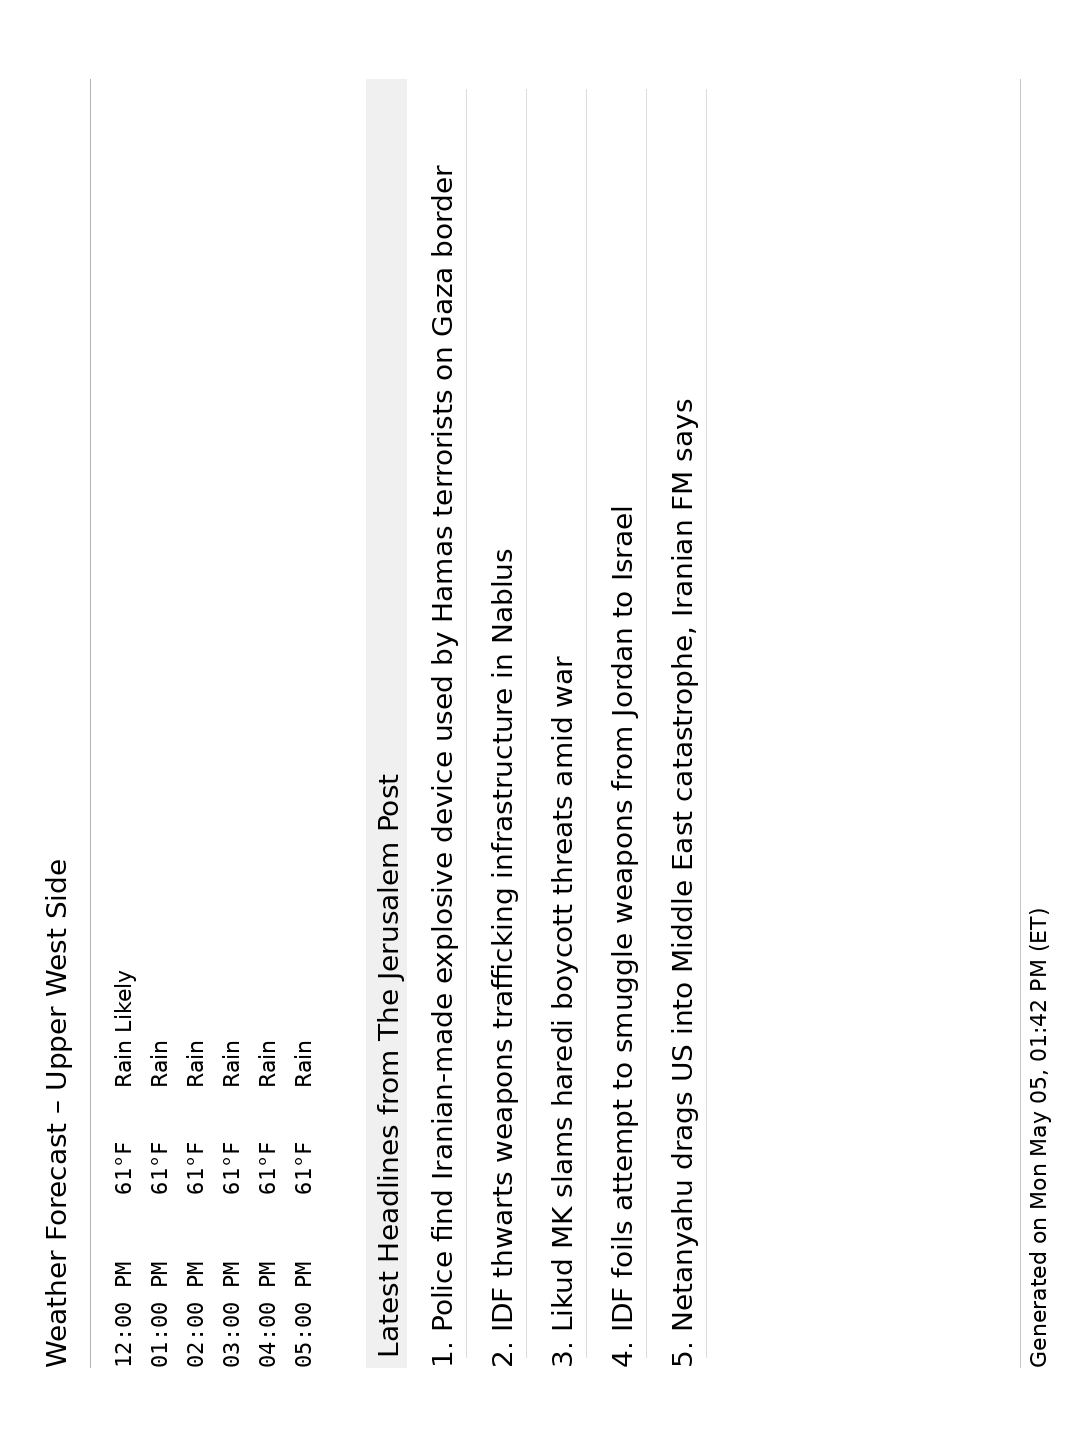 Weather Forecast – Upper West Side
12:00 PM 61°F Rain Likely
01:00 PM 61°F Rain
02:00 PM 61°F Rain
03:00 PM 61°F Rain
04:00 PM 61°F Rain
05:00 PM 61°F Rain
Latest Headlines from The Jerusalem Post
1. Police find Iranian-made explosive device used by Hamas terrorists on Gaza border
2. IDF thwarts weapons trafficking infrastructure in Nablus
3. Likud MK slams haredi boycott threats amid war
4. IDF foils attempt to smuggle weapons from Jordan to Israel
5. Netanyahu drags US into Middle East catastrophe, Iranian FM says
Generated on Mon May 05, 01:42 PM (ET)